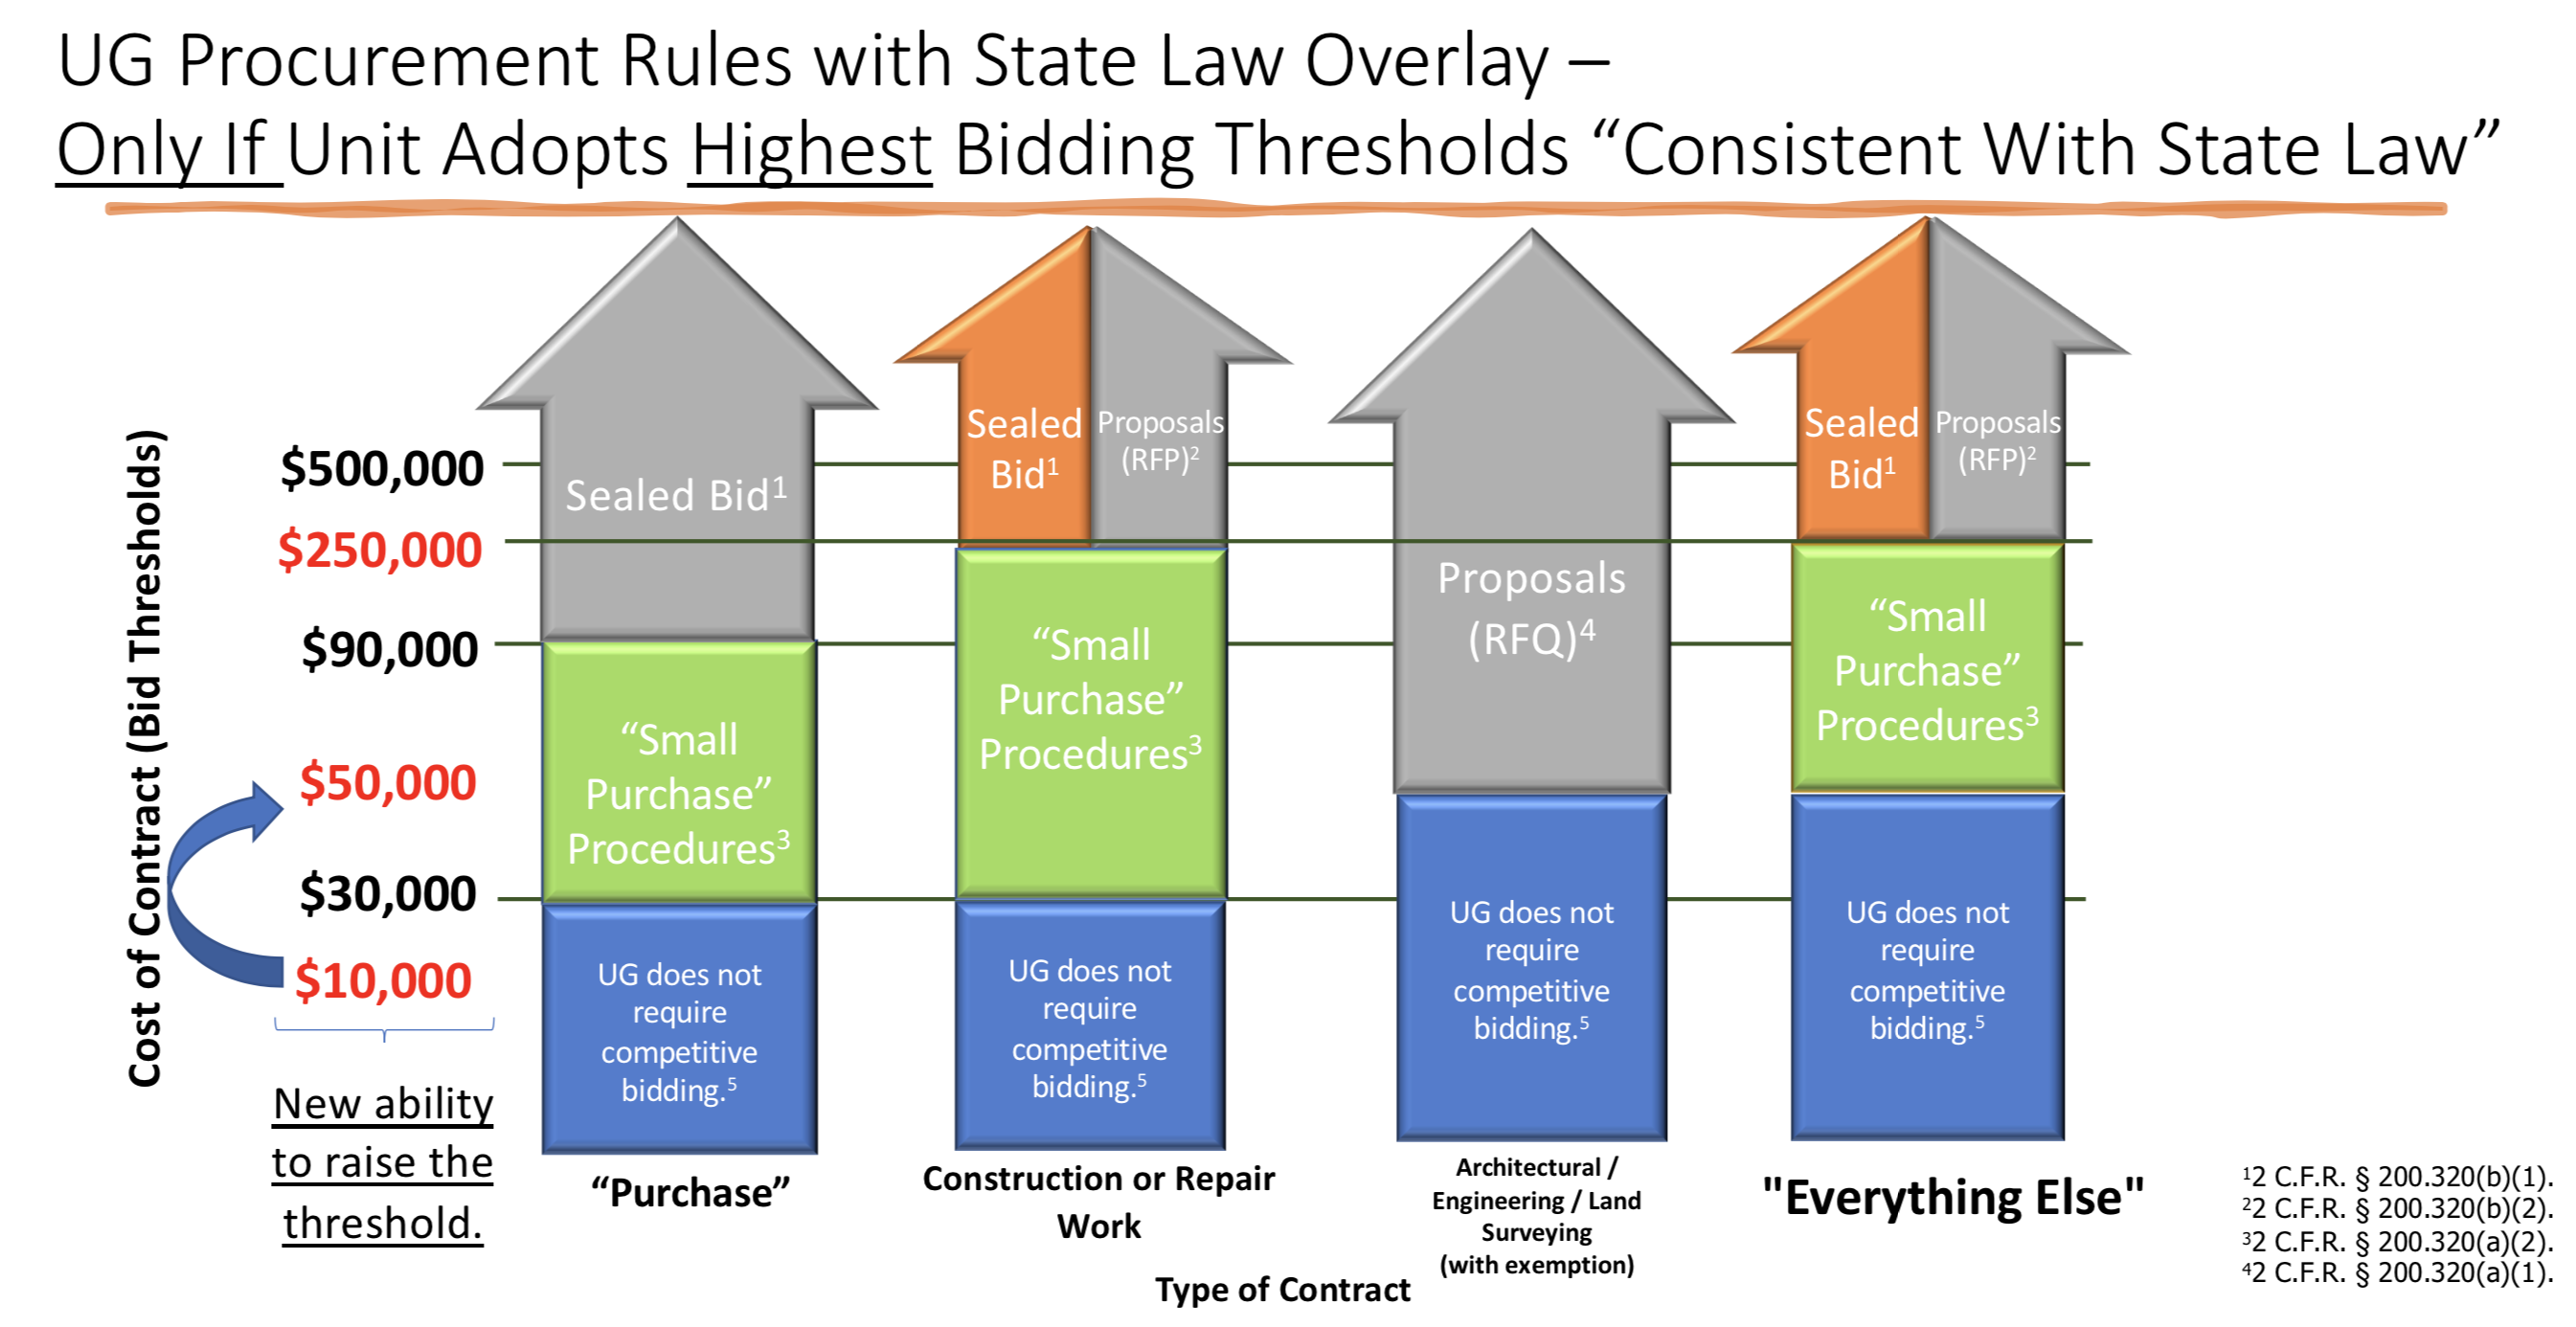 UG Procurement Rules with State Law Overlay –
Only If Unit Adopts Highest Bidding Thresholds “Consistent With State Law”
Cost of Contract (Bid Thresholds)
$500,000
$250,000
$90,000
$50,000
$30,000
$10,000
New ability
to raise the
threshold.
Sealed Bid¹
“Small
Purchase”
Procedures³
UG does not
require
competitive
bidding.⁵
“Purchase”
Sealed
Bid¹
Proposals
(RFP)²
“Small
Purchase”
Procedures³
UG does not
require
competitive
bidding.⁵
Construction or Repair
Work
Proposals
(RFQ)⁴
UG does not
require
competitive
bidding.⁵
Architectural /
Engineering / Land
Surveying
(with exemption)
Sealed
Bid¹
Proposals
(RFP)²
“Small
Purchase”
Procedures³
UG does not
require
competitive
bidding.⁵
"Everything Else"
Type of Contract
¹2 C.F.R. § 200.320(b)(1).
²2 C.F.R. § 200.320(b)(2).
³2 C.F.R. § 200.320(a)(2).
⁴2 C.F.R. § 200.320(a)(1).